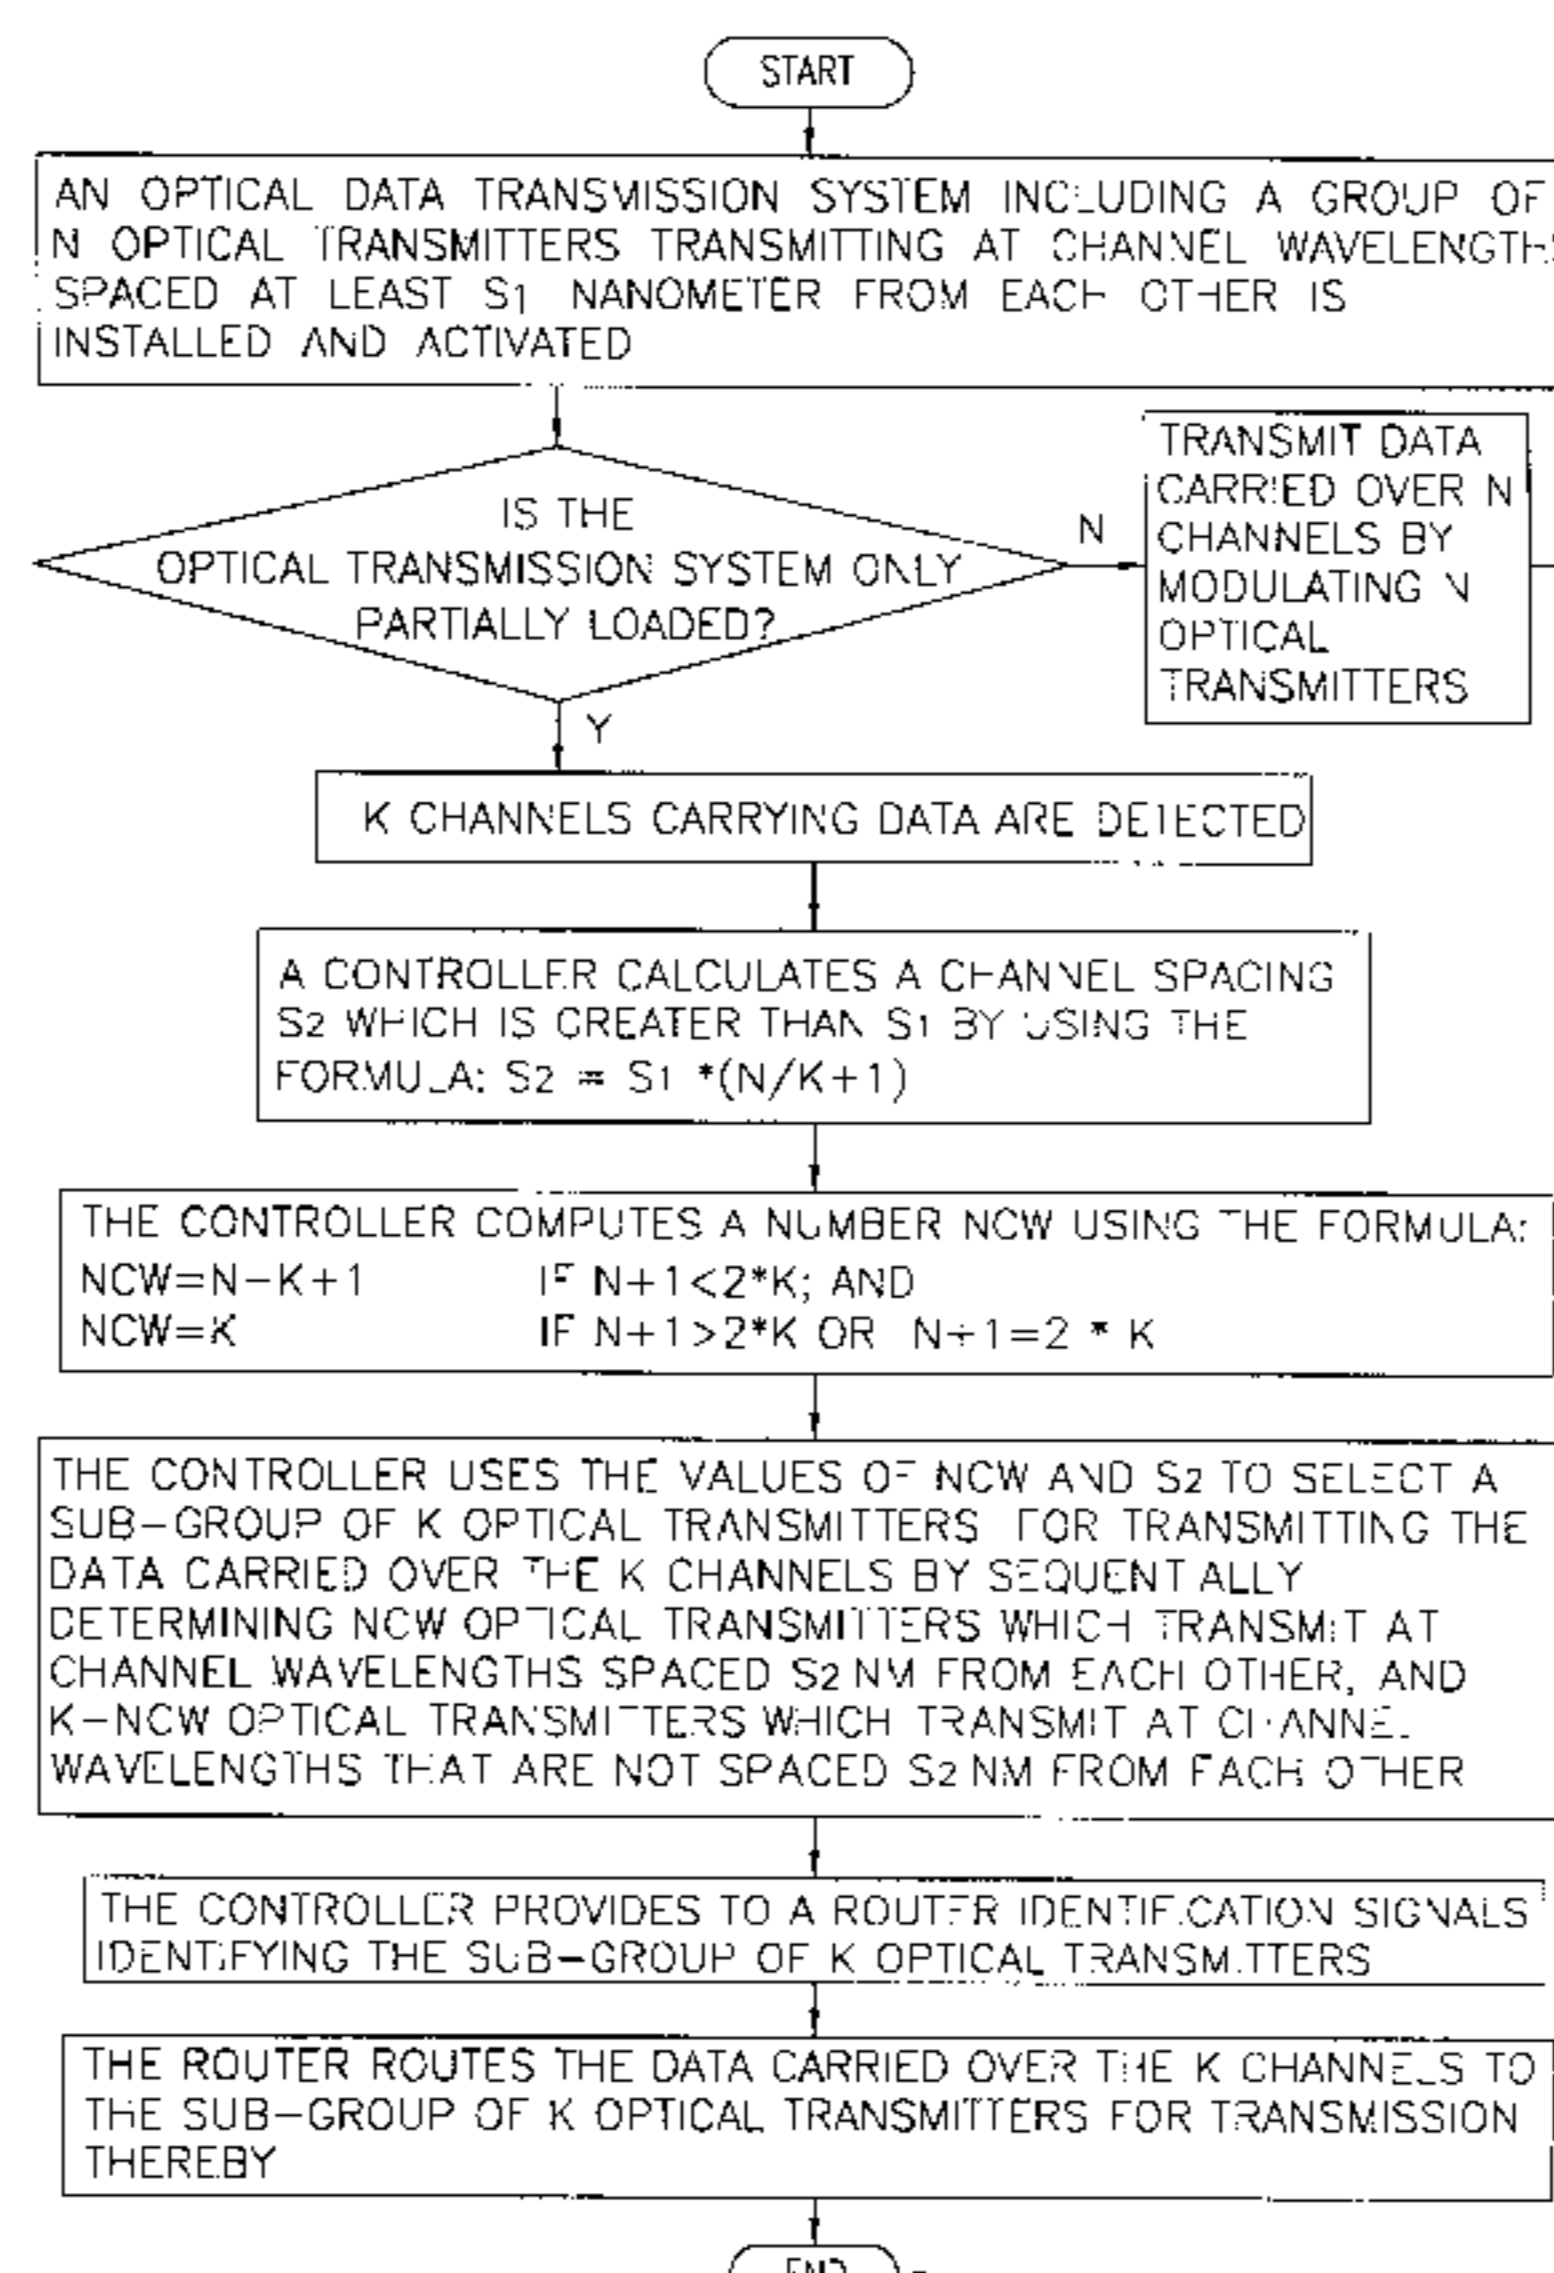 START
AN OPTICAL DATA TRANSMISSION SYSTEM INCLUDING A GROUP OF
N OPTICAL TRANSMITTERS TRANSMITTING AT CHANNEL WAVELENGTHS
SPACED AT LEAST S1 NANOMETER FROM EACH OTHER IS
INSTALLED AND ACTIVATED
IS THE
OPTICAL TRANSMISSION SYSTEM ONLY
PARTIALLY LOADED?
N
TRANSMIT DATA
CARRIED OVER N
CHANNELS BY
MODULATING N
OPTICAL
TRANSMITTERS
Y
K CHANNELS CARRYING DATA ARE DETECTED
A CONTROLLER CALCULATES A CHANNEL SPACING
S2 WHICH IS GREATER THAN S1 BY USING THE
FORMULA: S2 = S1 *(N/K+1)
THE CONTROLLER COMPUTES A NUMBER NCW USING THE FORMULA:
NCW=N-K+1 IF N+1<2*K; AND
NCW=K IF N+1>2*K OR N+1=2 * K
THE CONTROLLER USES THE VALUES OF NCW AND S2 TO SELECT A
SUB-GROUP OF K OPTICAL TRANSMITTERS FOR TRANSMITTING THE
DATA CARRIED OVER THE K CHANNELS BY SEQUENTIALLY
DETERMINING NCW OPTICAL TRANSMITTERS WHICH TRANSMIT AT
CHANNEL WAVELENGTHS SPACED S2 NM FROM EACH OTHER, AND
K-NCW OPTICAL TRANSMITTERS WHICH TRANSMIT AT CHANNEL
WAVELENGTHS THAT ARE NOT SPACED S2 NM FROM EACH OTHER
THE CONTROLLER PROVIDES TO A ROUTER IDENTIFICATION SIGNALS
IDENTIFYING THE SUB-GROUP OF K OPTICAL TRANSMITTERS
THE ROUTER ROUTES THE DATA CARRIED OVER THE K CHANNELS TO
THE SUB-GROUP OF K OPTICAL TRANSMITTERS FOR TRANSMISSION
THEREBY
END